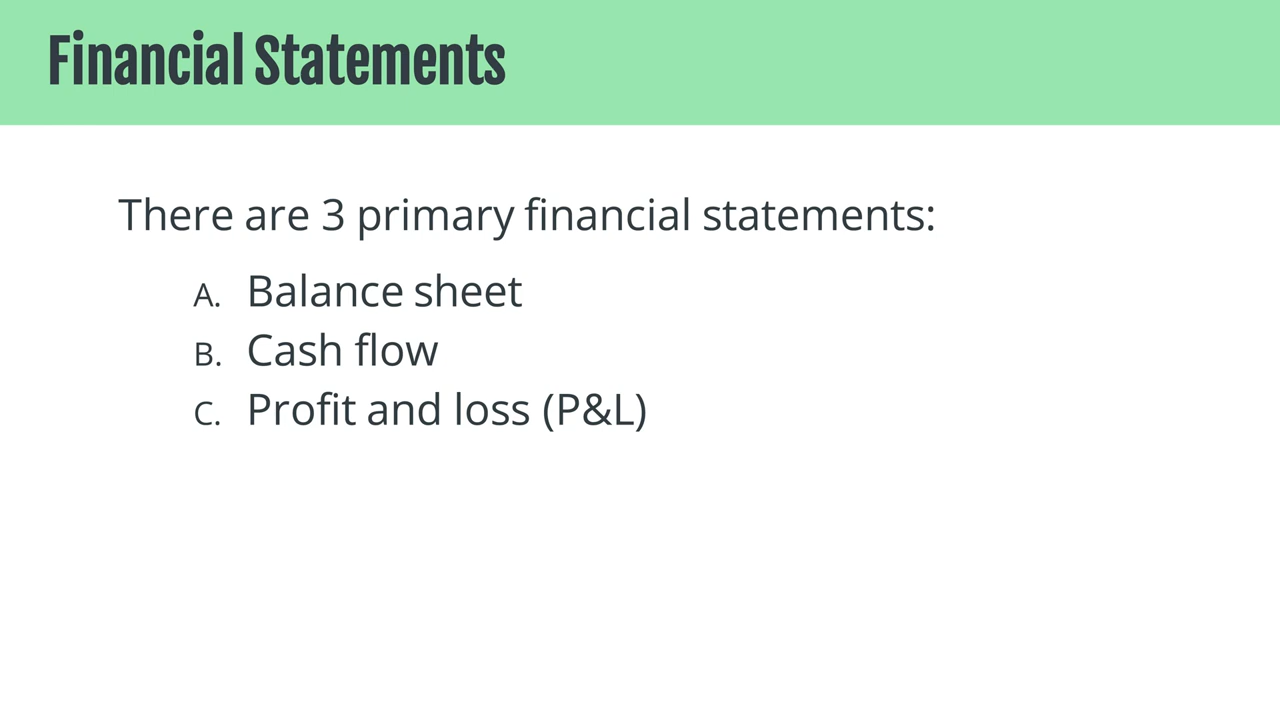 Financial Statements
There are 3 primary financial statements:
A. Balance sheet
B. Cash flow
C. Profit and loss (P&L)